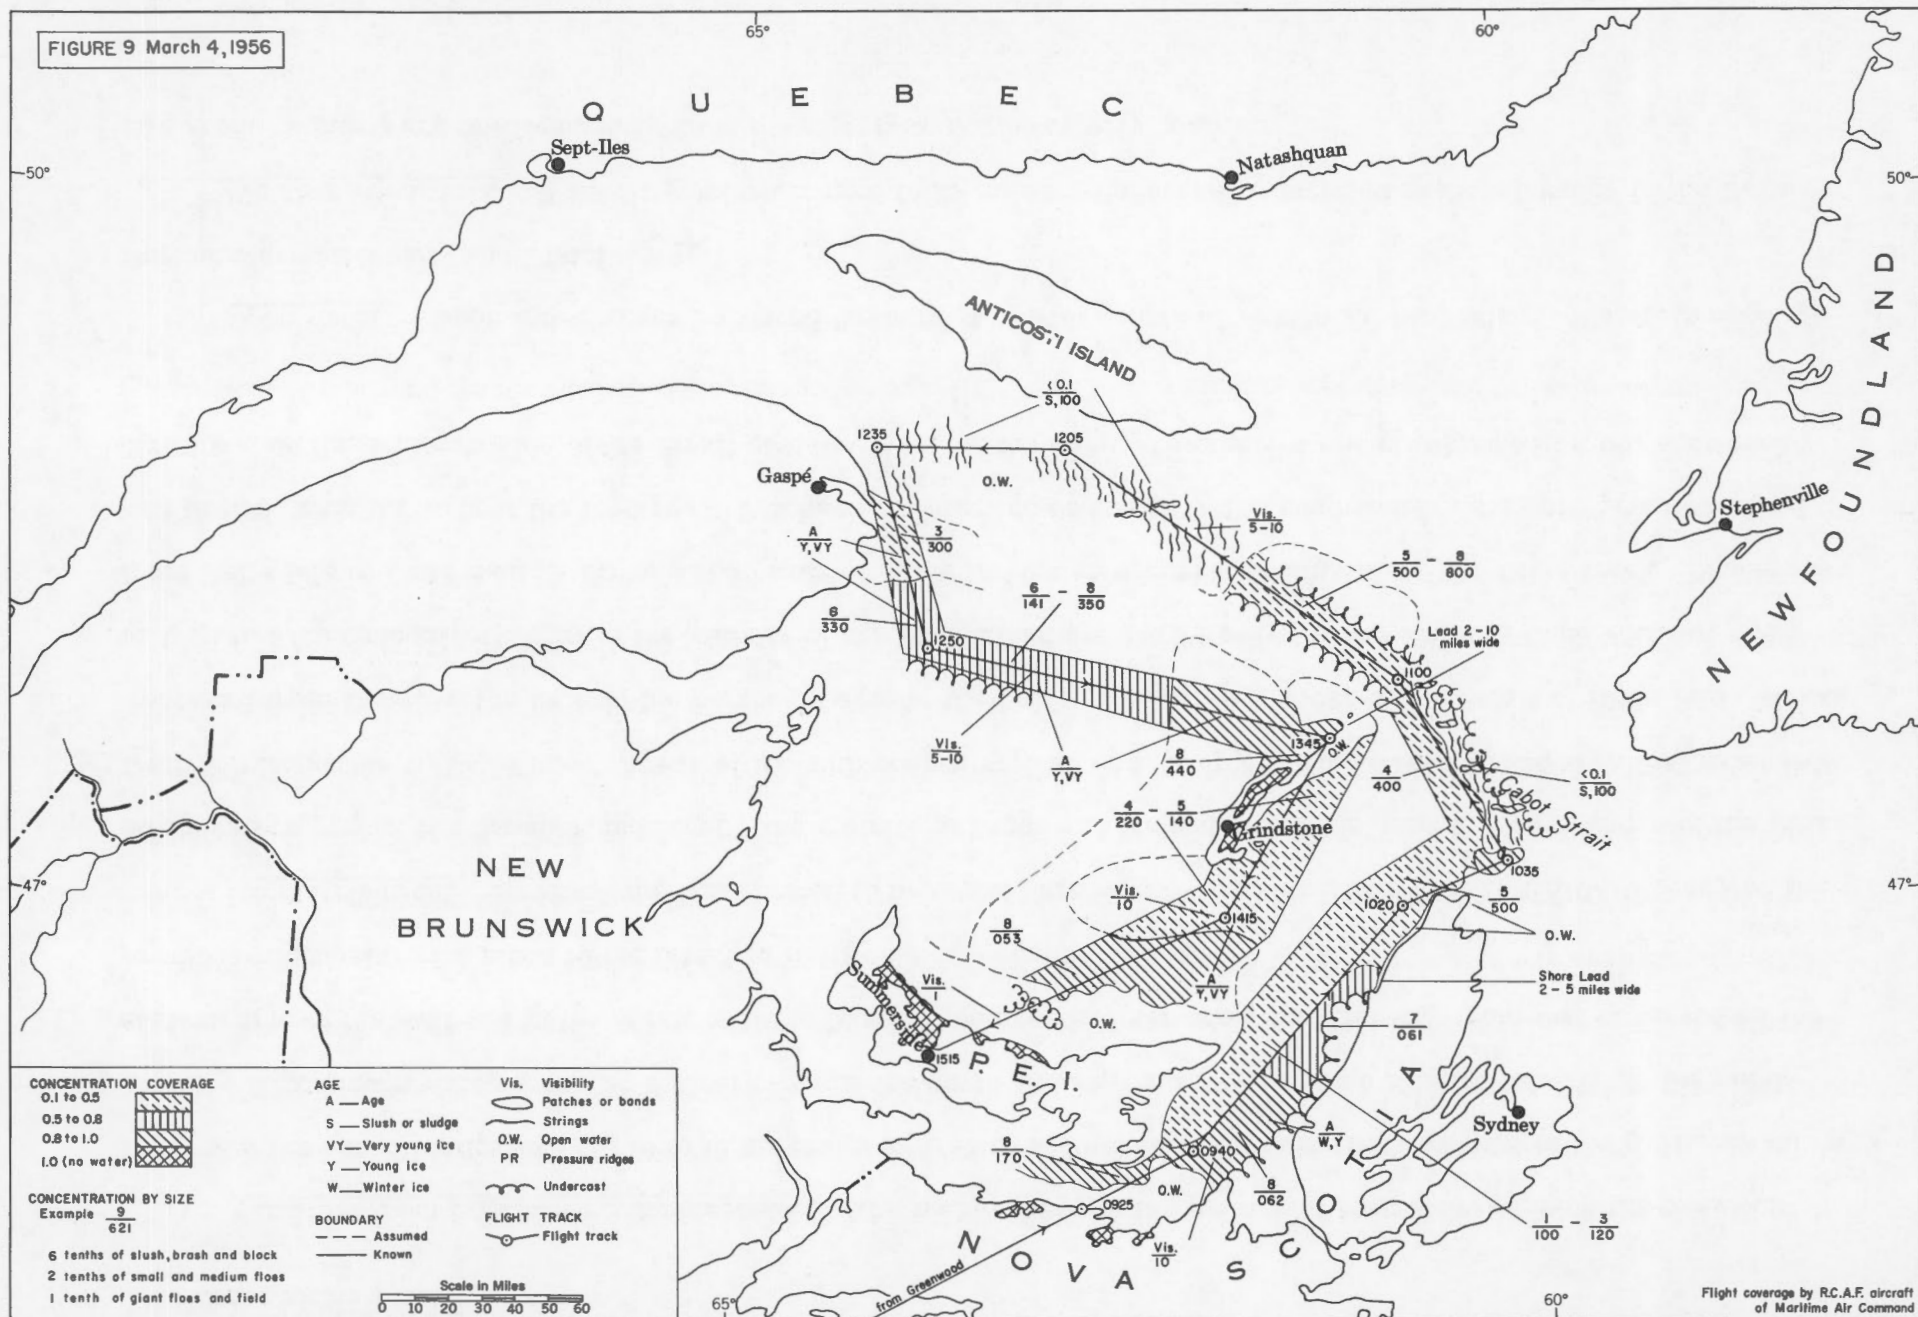 FIGURE 9 March 4, 1956
65°
60°
QUEBEC
Sept-Iles
Natashquan
50°
50°
ANTICOSTI ISLAND
NEWFOUNDLAND
<0.1
S,100
1235
1205
Gaspé
O.W.
Stephenville
Vis.
5-10
A
Y,VY
3
300
5
500
-
8
800
6
141
-
8
350
6
330
1250
Lead 2-10
miles wide
1100
Vis.
5-10
A
Y,VY
8
440
1345
O.W.
4
400
<0.1
S,100
Cabot Strait
4
220
-
5
140
Grindstone
NEW
BRUNSWICK
47°
47°
1035
Vis.
10
1415
1020
5
500
O.W.
8
053
A
Y,VY
Summerside
Vis.
1
O.W.
Shore Lead
2-5 miles wide
1515
P.E.I.
7
061
Sydney
A
W,Y
8
170
0940
O.W.
8
062
0925
1
100
-
3
120
Vis.
10
from Greenwood
NOVA SCOTIA
65°
60°
CONCENTRATION COVERAGE
0.1 to 0.5
0.5 to 0.8
0.8 to 1.0
1.0 (no water)
CONCENTRATION BY SIZE
Example 9
621
6 tenths of slush, brash and block
2 tenths of small and medium floes
1 tenth of giant floes and field
AGE
A — Age
S — Slush or sludge
VY — Very young ice
Y — Young ice
W — Winter ice
BOUNDARY
Assumed
Known
Vis. Visibility
Patches or bands
Strings
O.W. Open water
PR Pressure ridges
Undercast
FLIGHT TRACK
Flight track
Scale in Miles
0 10 20 30 40 50 60
Flight coverage by R.C.A.F. aircraft
of Maritime Air Command